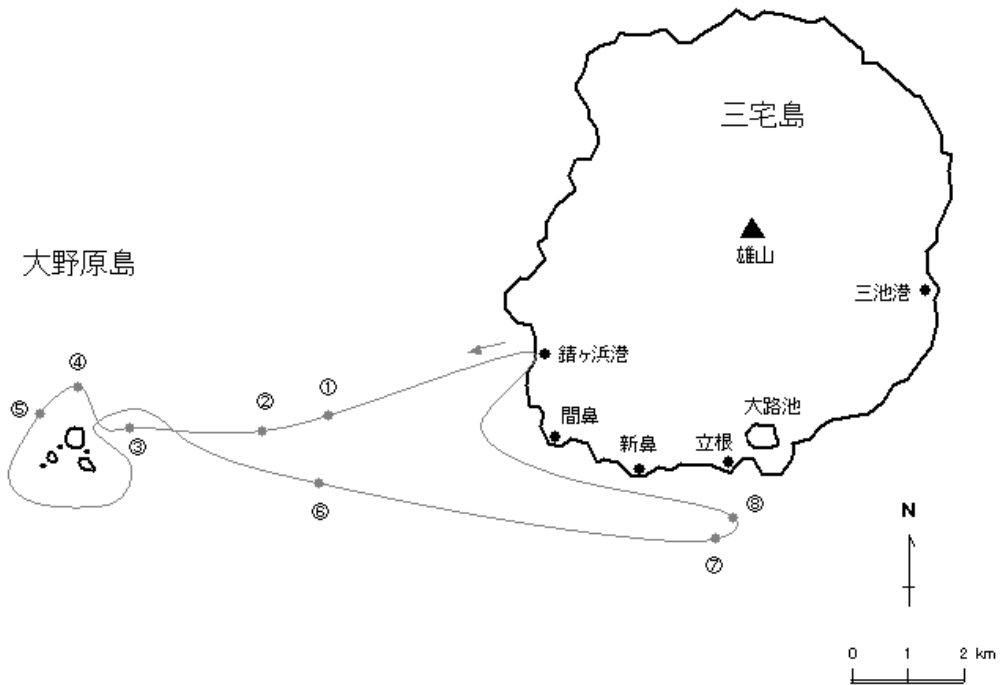 三宅島
雄山
大野原島
三池港
錆ヶ浜港
④
①
⑤
②
大路池
間鼻
③
新鼻
立根
⑥
⑧
N
⑦
0 1 2 km